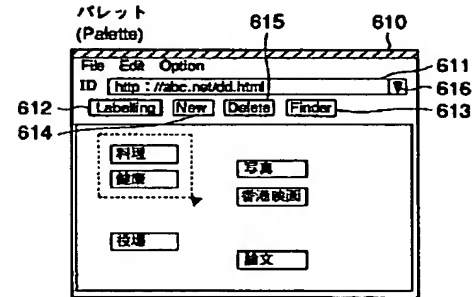 パレット
(Palette)
615
610
File Edit Option
ID http://abc.net/dd.html
611
616
612
Labelling New Delete Finder
613
614
料理
健康
写真
香港映画
役場
論文